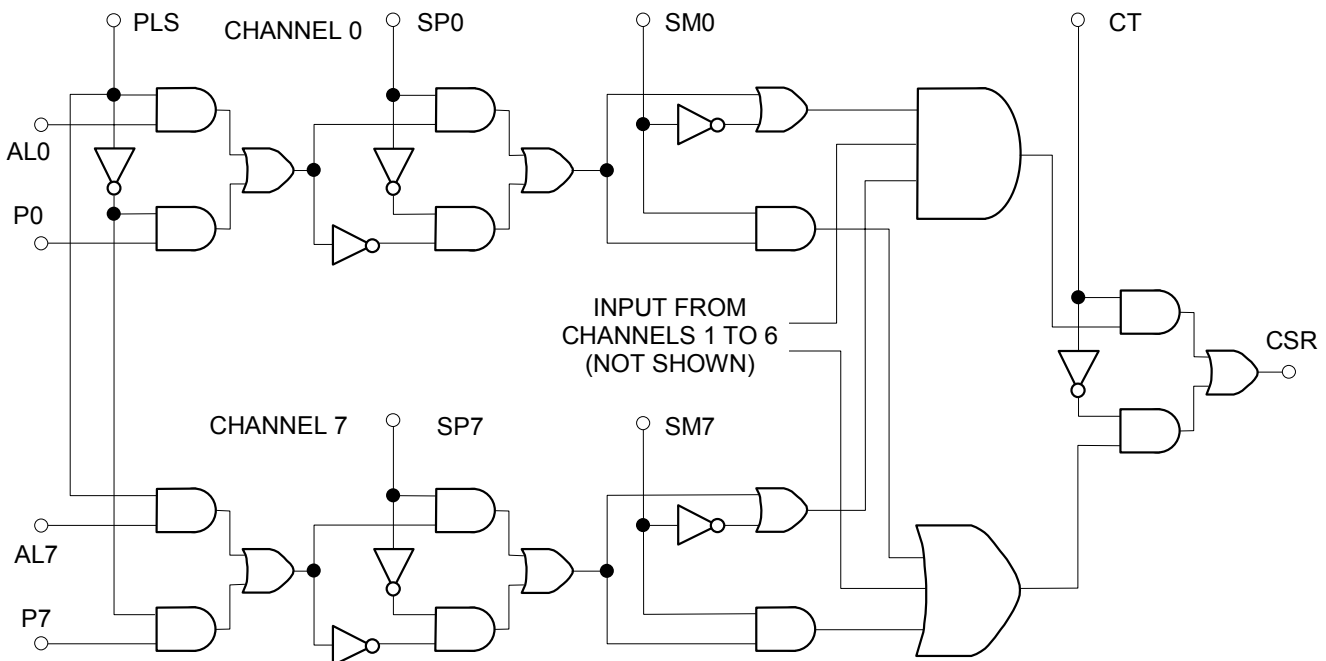 PLS
CHANNEL 0
SP0
SM0
CT
AL0
P0
INPUT FROM
CHANNELS 1 TO 6
(NOT SHOWN)
CSR
CHANNEL 7
SP7
SM7
AL7
P7